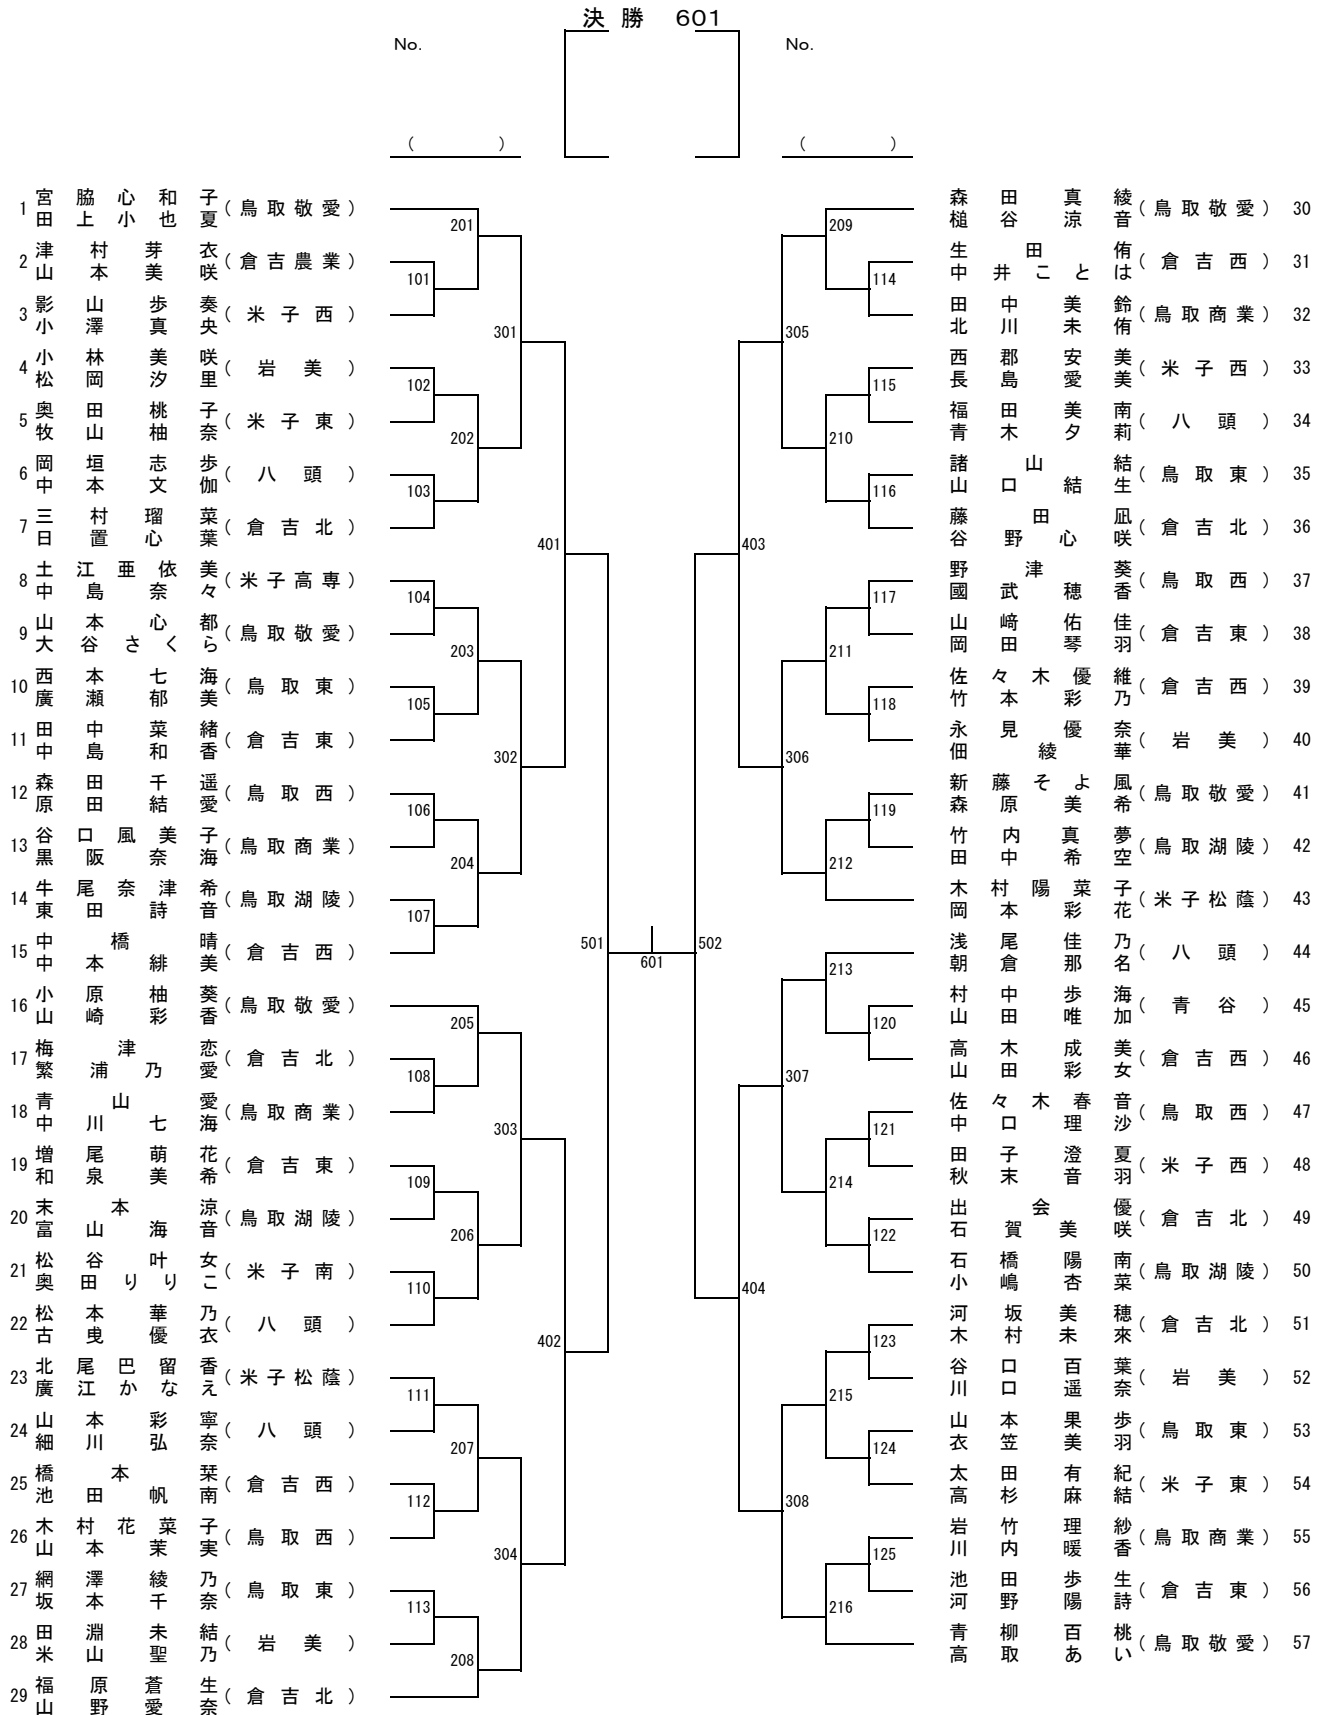 決勝 601
No. No.
( ) ( )
1 宮脇心和子 田上小也夏 (鳥取敬愛)
2 津村芽衣 山本美咲 (倉吉農業)
3 影山歩奏 小澤真央 (米子西)
4 小林美咲 松岡汐里 (岩美)
5 奥田桃子 牧山柚奈 (米子東)
6 岡垣志歩 中本文伽 (八頭)
7 三村瑠菜 日置心葉 (倉吉北)
8 土江亜依美 中島奈々 (米子高専)
9 山本心都 大谷さくら (鳥取敬愛)
10 西本七海 廣瀬郁美 (鳥取東)
11 田中菜緒 中島和香 (倉吉東)
12 森田千遥 原田結愛 (鳥取西)
13 谷口風美子 黒阪奈海 (鳥取商業)
14 牛尾奈津希 東田詩音 (鳥取湖陵)
15 中橋晴 中本緋美 (倉吉西)
16 小原柚葵 山崎彩香 (鳥取敬愛)
17 梅津恋 繁浦乃愛 (倉吉北)
18 青山愛 中川七海 (鳥取商業)
19 増尾萌花 和泉美希 (倉吉東)
20 末本涼 富山海音 (鳥取湖陵)
21 松谷叶女 奥田りりこ (米子南)
22 松本華乃 古曳優衣 (八頭)
23 北尾巴留香 廣江かなえ (米子松蔭)
24 山本彩寧 細川弘奈 (八頭)
25 橋本栞 池田帆南 (倉吉西)
26 木村花菜子 山本茉実 (鳥取西)
27 網澤綾乃 坂本千奈 (鳥取東)
28 田淵未結 米山聖乃 (岩美)
29 福原蒼生 山野愛奈 (倉吉北)
201
101
301
102
202
103
401
104
203
105
302
106
204
107
501
205
108
303
109
206
110
402
111
207
112
304
113
208
601
209
114
305
115
210
116
403
117
211
118
306
119
212
502
213
120
307
121
214
122
404
123
215
124
308
125
216
森田真綾 槌谷涼音 (鳥取敬愛) 30
生田侑 中井ことは (倉吉西) 31
田中美鈴 北川未侑 (鳥取商業) 32
西郡安美 長島愛美 (米子西) 33
福田美南 青木夕莉 (八頭) 34
諸山結 山口結生 (鳥取東) 35
藤田凪 谷野心咲 (倉吉北) 36
野津葵 國武穂香 (鳥取西) 37
山﨑佑佳 岡田琴羽 (倉吉東) 38
佐々木優維 竹本彩乃 (倉吉西) 39
永見優奈 佃綾華 (岩美) 40
新藤そよ風 森原美希 (鳥取敬愛) 41
竹内真夢 田中希空 (鳥取湖陵) 42
木村陽菜子 岡本彩花 (米子松蔭) 43
浅尾佳乃 朝倉那名 (八頭) 44
村中歩海 山田唯加 (青谷) 45
高木成美 山田彩女 (倉吉西) 46
佐々木春音 中口理沙 (鳥取西) 47
田子澄夏 秋末音羽 (米子西) 48
出会優 石賀美咲 (倉吉北) 49
石橋陽南 小嶋杏菜 (鳥取湖陵) 50
河坂美穂 木村未來 (倉吉北) 51
谷口百葉 川口遥奈 (岩美) 52
山本果歩 衣笠美羽 (鳥取東) 53
太田有紀 高杉麻結 (米子東) 54
岩竹理紗 川内暖香 (鳥取商業) 55
池田歩生 河野陽詩 (倉吉東) 56
青柳百桃 高取あい (鳥取敬愛) 57